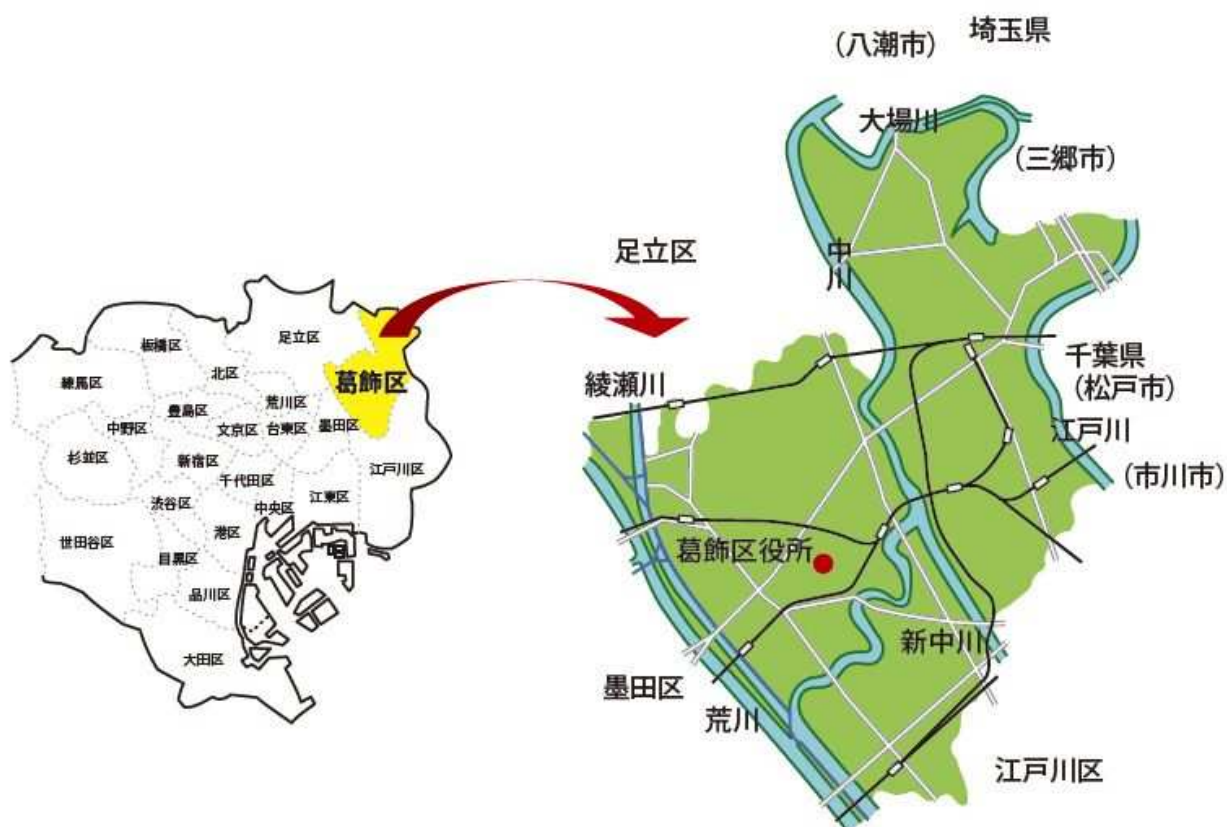 足立区
板橋区
練馬区
北区
葛飾区
荒川区
豊島区
文京区
台東区
墨田区
中野区
杉並区
新宿区
千代田区
江戸川区
渋谷区
中央区
江東区
港区
世田谷区
目黒区
品川区
大田区
(八潮市)
埼玉県
大場川
(三郷市)
足立区
中川
千葉県
(松戸市)
綾瀬川
江戸川
(市川市)
葛飾区役所
新中川
墨田区
荒川
江戸川区